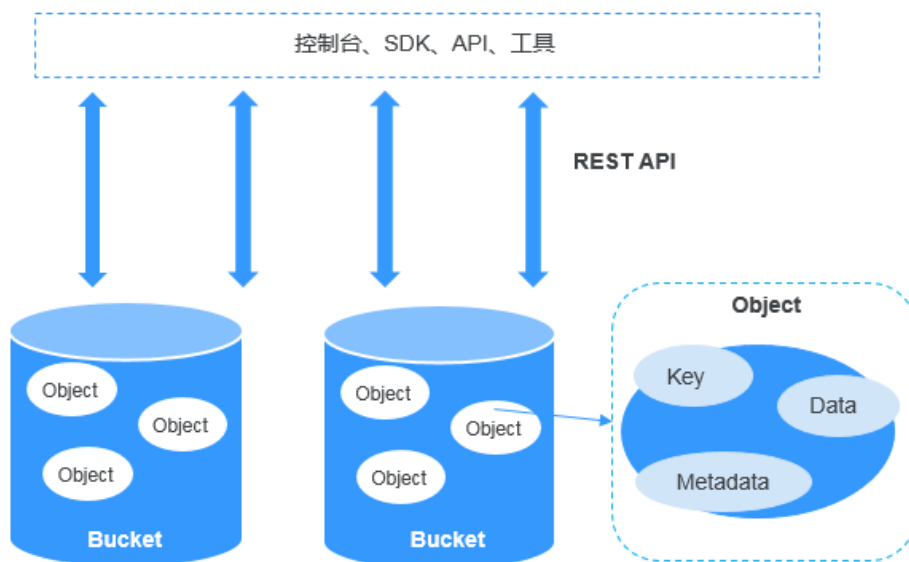 控制台、SDK、API、工具
REST API
Object
Key
Data
Metadata
Object
Object
Object
Bucket
Object
Object
Object
Bucket